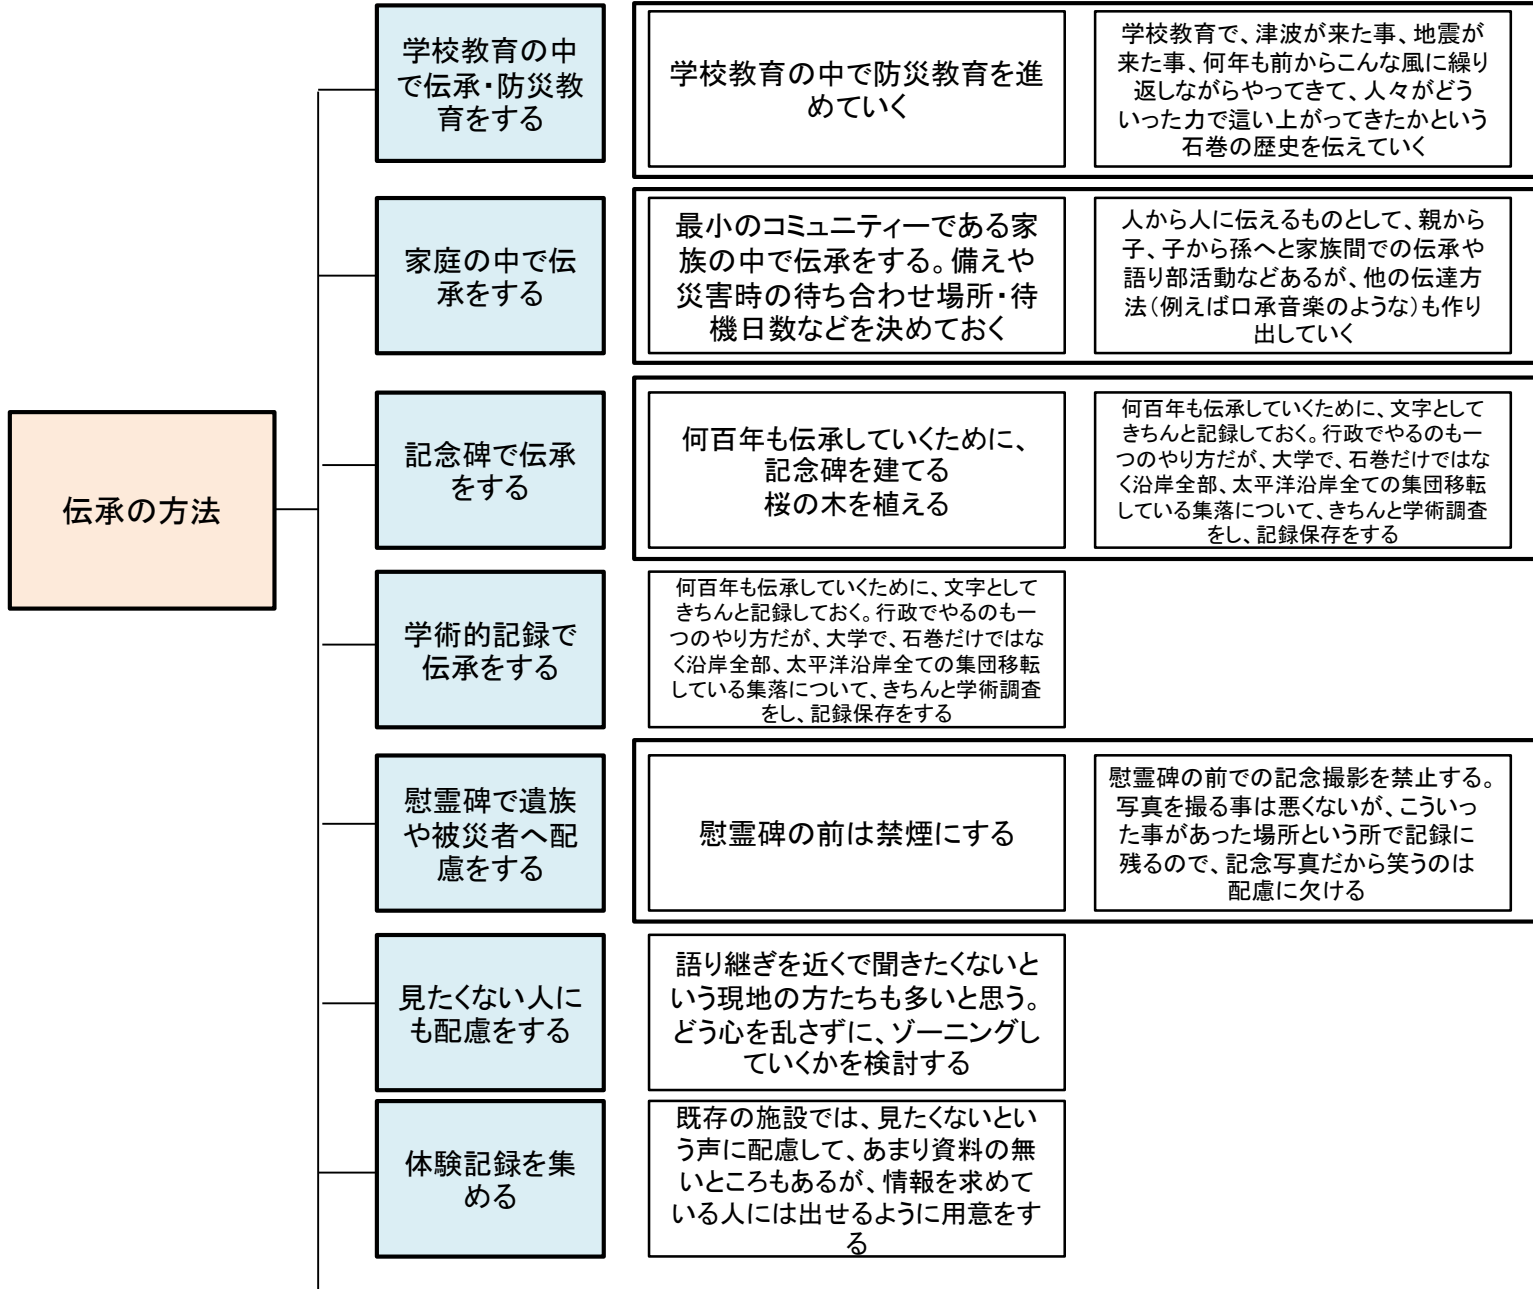 学校教育の中
で伝承・防災教
育をする
学校教育の中で防災教育を進
めていく
学校教育で、津波が来た事、地震が
来た事、何年も前からこんな風に繰り
返しながらやってきて、人々がどう
いった力で這い上がってきたかという
石巻の歴史を伝えていく
家庭の中で伝
承をする
最小のコミュニティーである家
族の中で伝承をする。備えや
災害時の待ち合わせ場所・待
機日数などを決めておく
人から人に伝えるものとして、親から
子、子から孫へと家族間での伝承や
語り部活動などあるが、他の伝達方
法(例えば口承音楽のような)も作り
出していく
伝承の方法
記念碑で伝承
をする
何百年も伝承していくために、
記念碑を建てる
桜の木を植える
何百年も伝承していくために、文字として
きちんと記録しておく。行政でやるのも一
つのやり方だが、大学で、石巻だけではな
く沿岸全部、太平洋沿岸全ての集団移転
している集落について、きちんと学術調査
をし、記録保存をする
学術的記録で
伝承をする
何百年も伝承していくために、文字として
きちんと記録しておく。行政でやるのも一
つのやり方だが、大学で、石巻だけではな
く沿岸全部、太平洋沿岸全ての集団移転
している集落について、きちんと学術調査
をし、記録保存をする
慰霊碑で遺族
や被災者へ配
慮をする
慰霊碑の前は禁煙にする
慰霊碑の前での記念撮影を禁止する。
写真を撮る事は悪くないが、こういっ
た事があった場所という所で記録に
残るので、記念写真だから笑うのは
配慮に欠ける
見たくない人に
も配慮をする
語り継ぎを近くで聞きたくないと
いう現地の方たちも多いと思う。
どう心を乱さずに、ゾーニングし
ていくかを検討する
体験記録を集
める
既存の施設では、見たくないとい
う声に配慮して、あまり資料の無
いところもあるが、情報を求めて
いる人には出せるように用意をす
る